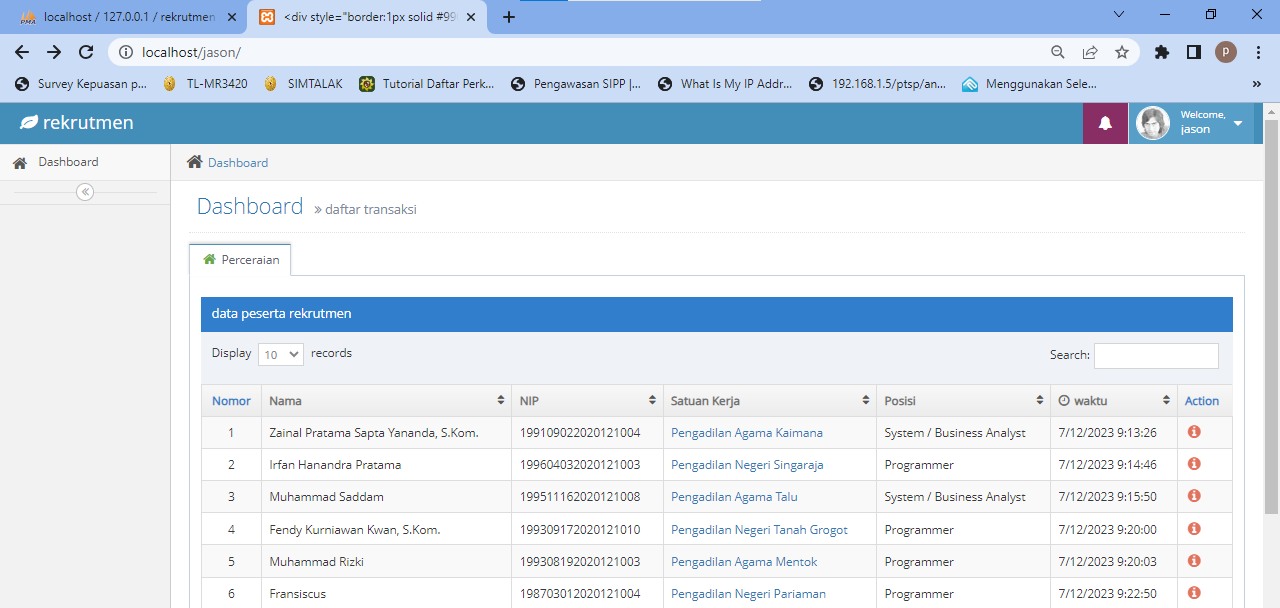 localhost / 127.0.0.1 / rekrutmen
<div style="border:1px solid #99
localhost/jason/
P
Survey Kepuasan p... TL-MR3420 SIMTALAK Tutorial Daftar Perk... Pengawasan SIPP |... What Is My IP Addr... 192.168.1.5/ptsp/an... Menggunakan Sele... »
rekrutmen
Welcome,
jason
Dashboard
Dashboard
Dashboard » daftar transaksi
Perceraian
data peserta rekrutmen
Display 10 records Search:
Nomor Nama NIP Satuan Kerja Posisi waktu Action
1 Zainal Pratama Sapta Yananda, S.Kom. 199109022020121004 Pengadilan Agama Kaimana System / Business Analyst 7/12/2023 9:13:26
2 Irfan Hanandra Pratama 199604032020121003 Pengadilan Negeri Singaraja Programmer 7/12/2023 9:14:46
3 Muhammad Saddam 199511162020121008 Pengadilan Agama Talu System / Business Analyst 7/12/2023 9:15:50
4 Fendy Kurniawan Kwan, S.Kom. 199309172020121010 Pengadilan Negeri Tanah Grogot Programmer 7/12/2023 9:20:00
5 Muhammad Rizki 199308192020121003 Pengadilan Agama Mentok Programmer 7/12/2023 9:20:03
6 Fransiscus 198703012020121004 Pengadilan Negeri Pariaman Programmer 7/12/2023 9:22:50